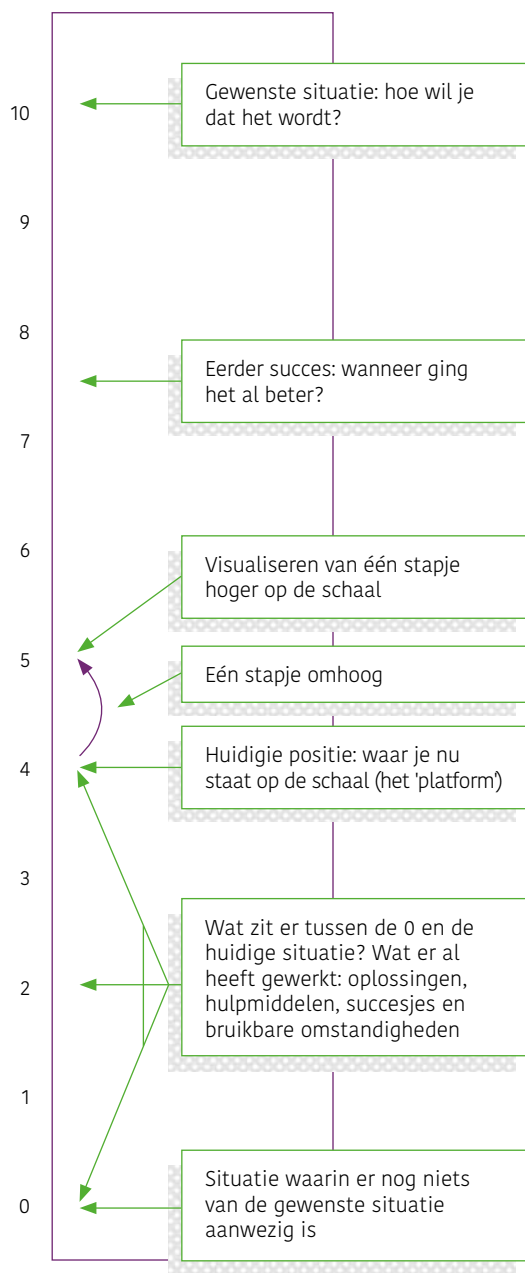 10
Gewenste situatie: hoe wil je
dat het wordt?
9
8
Eerder succes: wanneer ging
het al beter?
7
6
Visualiseren van één stapje
hoger op de schaal
5
Eén stapje omhoog
4
Huidigie positie: waar je nu
staat op de schaal (het 'platform')
3
Wat zit er tussen de 0 en de
huidige situatie? Wat er al
heeft gewerkt: oplossingen,
hulpmiddelen, succesjes en
bruikbare omstandigheden
2
1
Situatie waarin er nog niets
van de gewenste situatie
aanwezig is
0